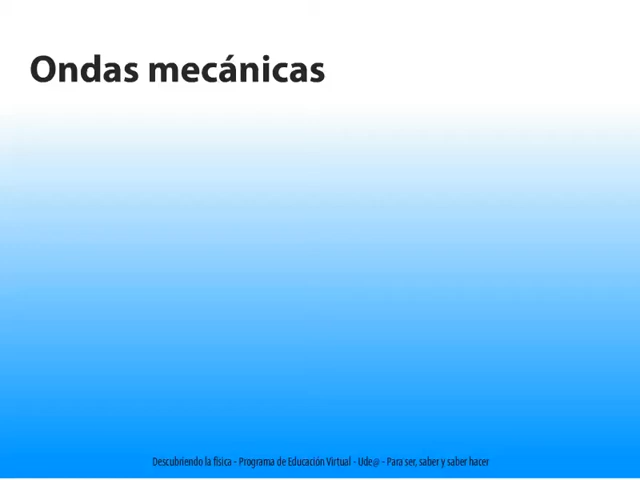 Ondas mecánicas
Descubriendo la física - Programa de Educación Virtual - Ude@ - Para ser, saber y saber hacer